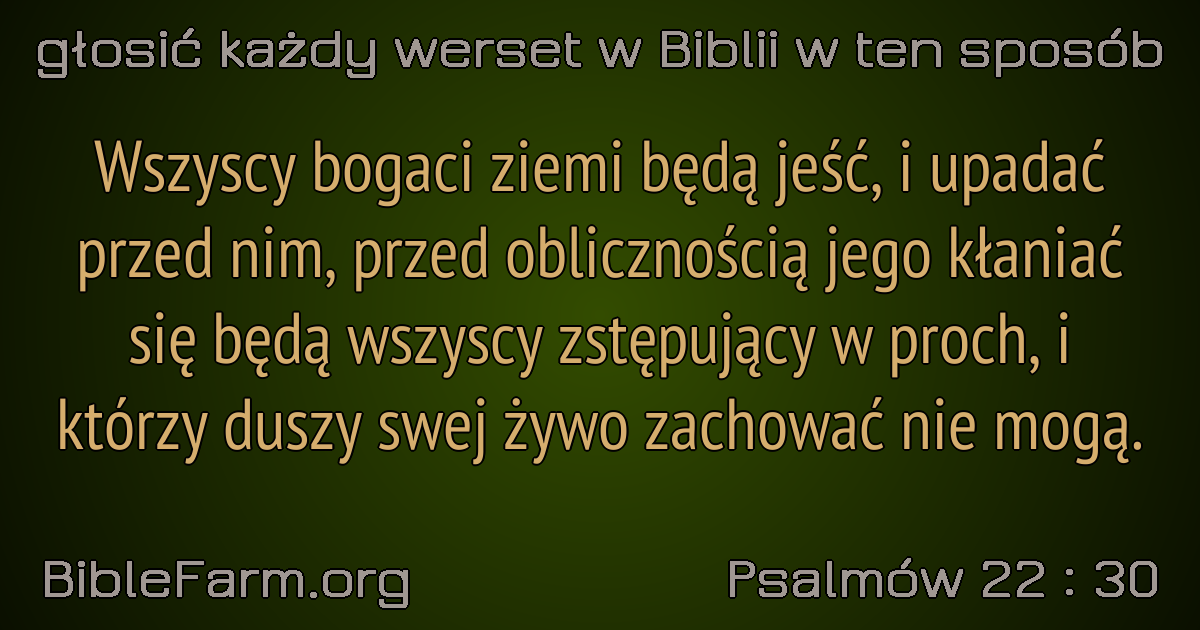 głosić każdy werset w Biblii w ten sposób
Wszyscy bogaci ziemi będą jeść, i upadać
przed nim, przed oblicznością jego kłaniać
się będą wszyscy zstępujący w proch, i
którzy duszy swej żywo zachować nie mogą.
BibleFarm.org
Psalmów 22 : 30